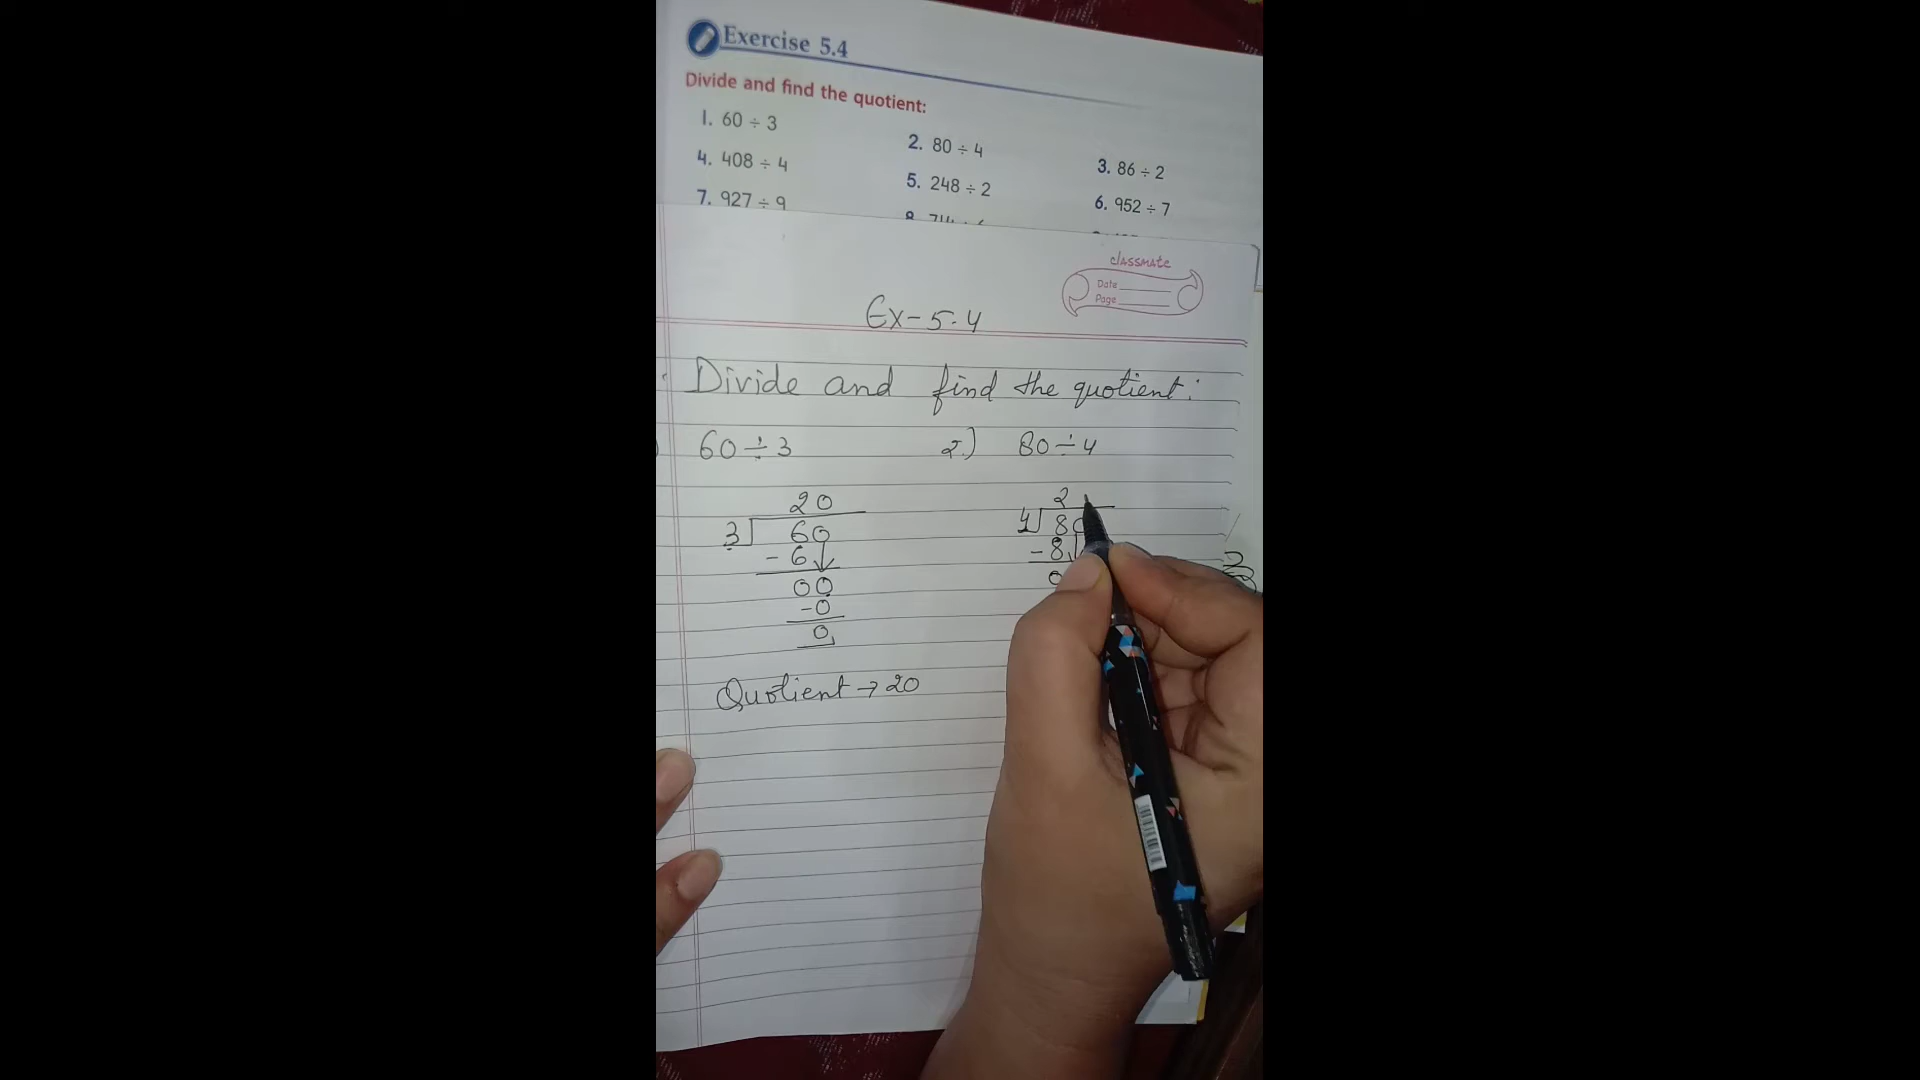 Exercise 5.4
Divide and find the quotient:
1. 60 ÷ 3
2. 80 ÷ 4
3. 86 ÷ 2
4. 408 ÷ 4
5. 248 ÷ 2
6. 952 ÷ 7
7. 927 ÷ 9
8.
classmate
Date
Page
Ex-5.4
Divide and find the quotient:
60÷3
2.) 80÷4
20
2
3 60
4 80
-6
-8
00
0
-0
0
Quotient → 20